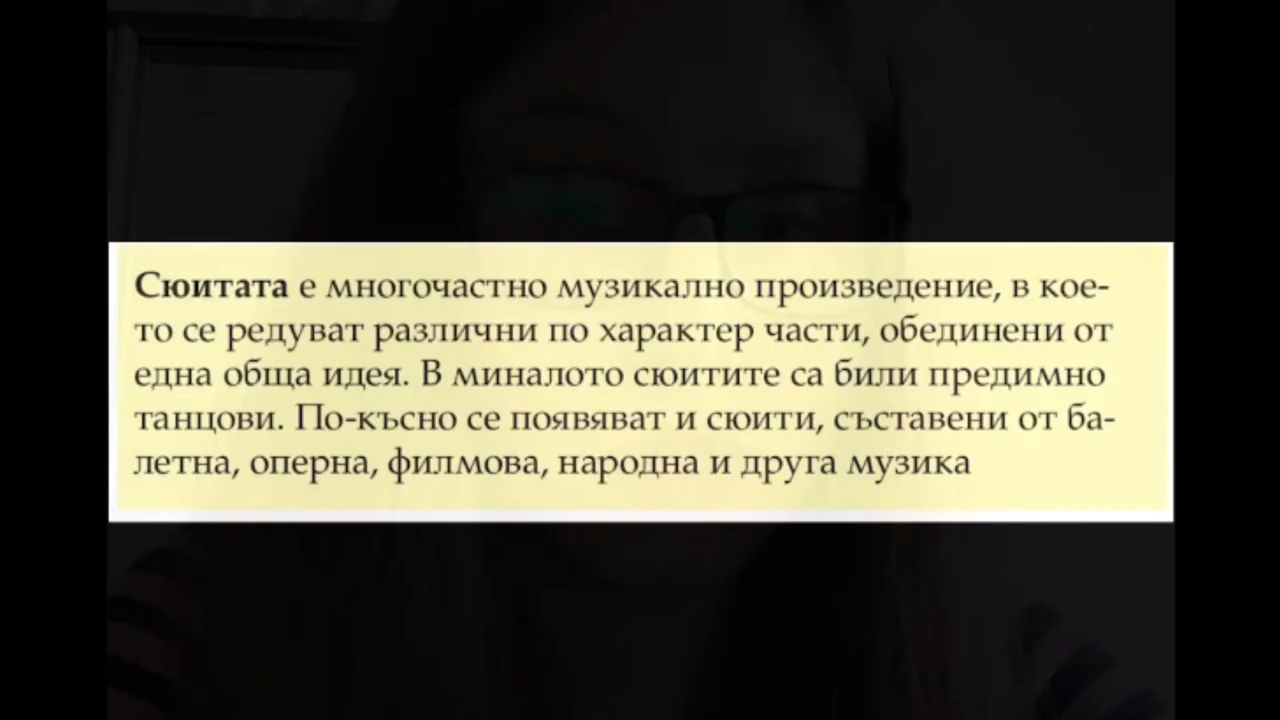 Сюитата е многочастно музикално произведение, в кое-
то се редуват различни по характер части, обединени от
една обща идея. В миналото сюитите са били предимно
танцови. По-късно се появяват и сюити, съставени от ба-
летна, оперна, филмова, народна и друга музика